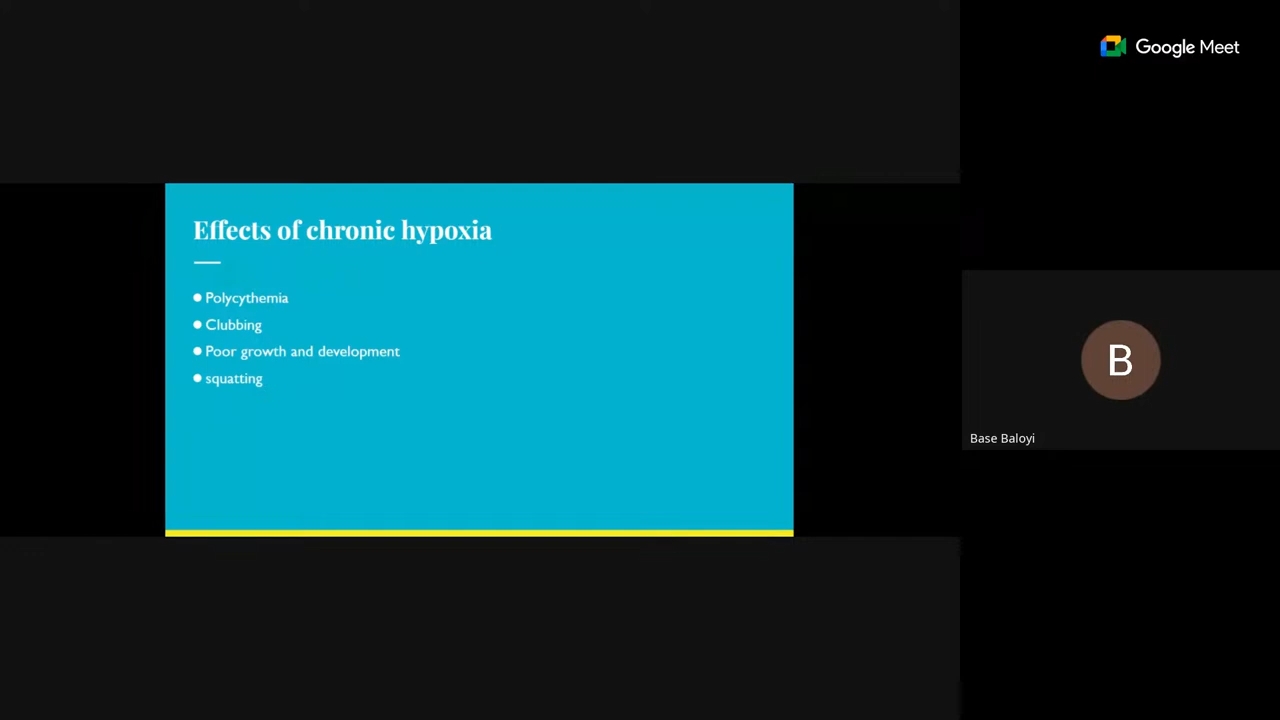 Google Meet
Effects of chronic hypoxia
Polycythemia
Clubbing
Poor growth and development
squatting
B
Base Baloyi